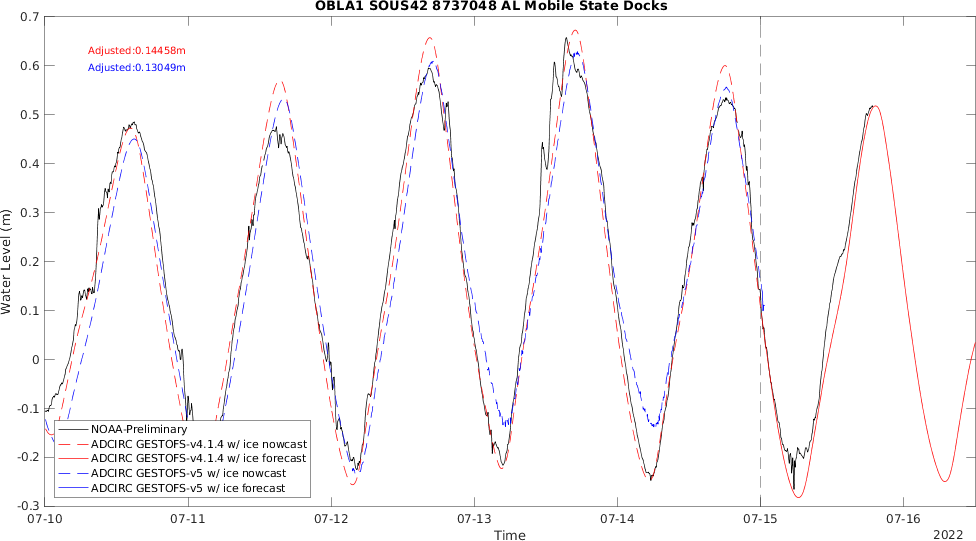 OBLA1 SOUS42 8737048 AL Mobile State Docks
0.7
Adjusted:0.14458m
0.6
Adjusted:0.13049m
0.5
0.4
0.3
0.2
Water Level (m)
0.1
0
-0.1
NOAA-Preliminary
ADCIRC GESTOFS-v4.1.4 w/ ice nowcast
-0.2
ADCIRC GESTOFS-v4.1.4 w/ ice forecast
ADCIRC GESTOFS-v5 w/ ice nowcast
ADCIRC GESTOFS-v5 w/ ice forecast
-0.3
07-10 07-11 07-12 07-13 07-14 07-15 07-16
Time 2022